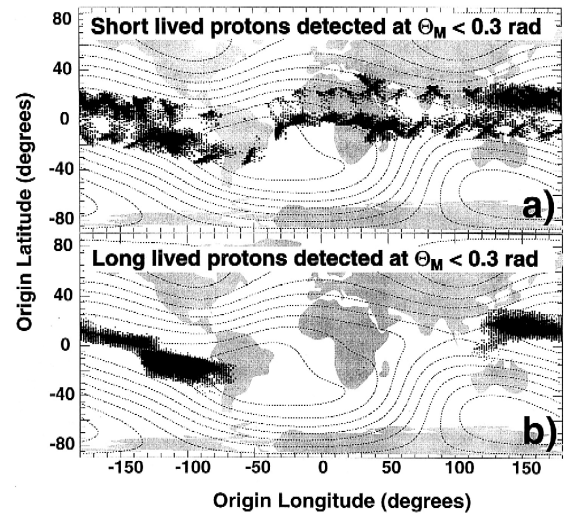 Short lived protons detected at ΘM < 0.3 rad
80
40
0
-40
-80
a)
Origin Latitude (degrees)
Long lived protons detected at ΘM < 0.3 rad
80
40
0
-40
-80
b)
-150 -100 -50 0 50 100 150
Origin Longitude (degrees)